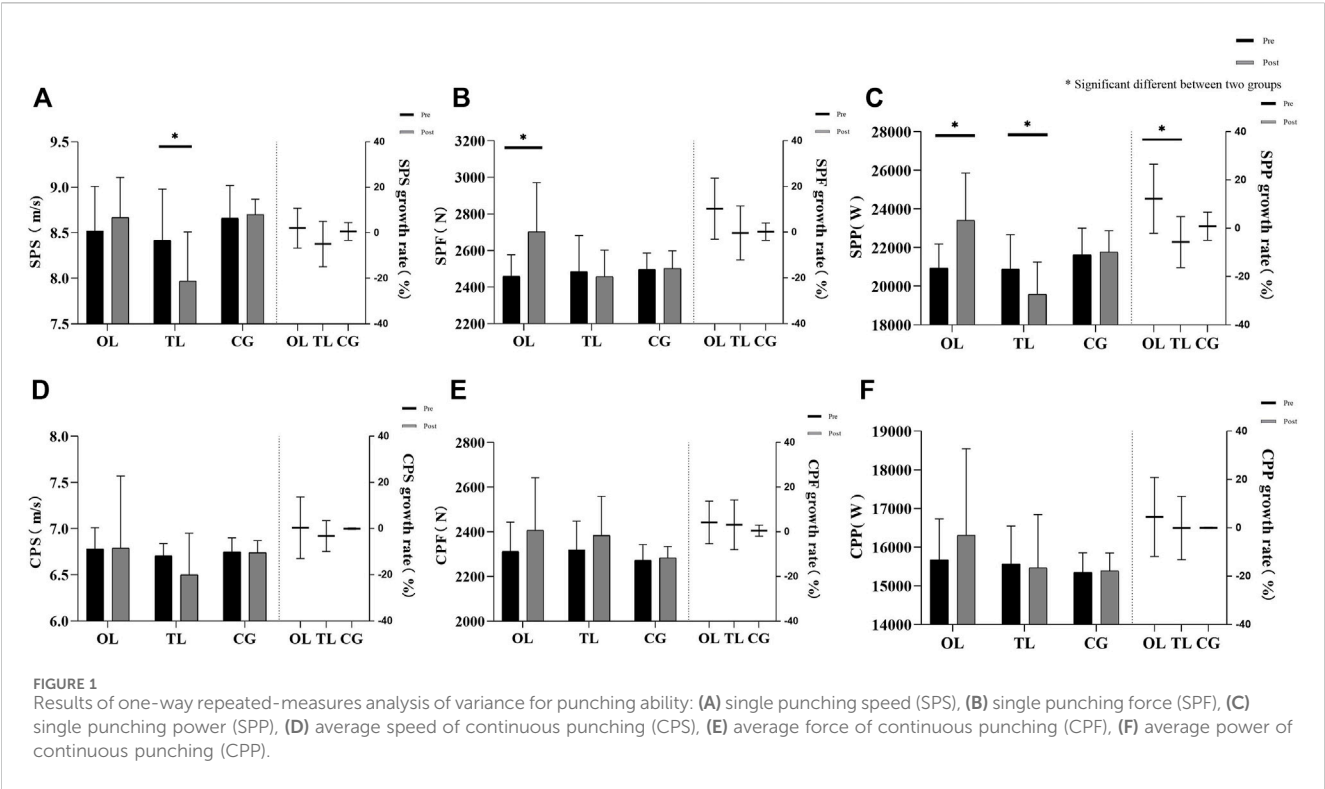 Pre
Post
* Significant different between two groups
A
Pre
Post
*
9.5
9.0
8.5
8.0
7.5
SPS (m/s)
40
20
0
-20
-40
SPS growth rate (%)
OL TL CG OL TL CG
B
Pre
Post
*
3200
3000
2800
2600
2400
2200
SPF (N)
40
20
0
-20
-40
SPF growth rate (%)
OL TL CG OL TL CG
C
Pre
Post
* * *
28000
26000
24000
22000
20000
18000
SPP (W)
40
20
0
-20
-40
SPP growth rate (%)
OL TL CG OL TL CG
D
Pre
Post
8.0
7.5
7.0
6.5
6.0
CPS (m/s)
40
20
0
-20
-40
CPS growth rate (%)
OL TL CG OL TL CG
E
Pre
Post
2800
2600
2400
2200
2000
CPF (N)
40
20
0
-20
-40
CPF growth rate (%)
OL TL CG OL TL CG
F
Pre
Post
19000
18000
17000
16000
15000
14000
CPP (W)
40
20
0
-20
-40
CPP growth rate (%)
OL TL CG OL TL CG
FIGURE 1
Results of one-way repeated-measures analysis of variance for punching ability: (A) single punching speed (SPS), (B) single punching force (SPF), (C)
single punching power (SPP), (D) average speed of continuous punching (CPS), (E) average force of continuous punching (CPF), (F) average power of
continuous punching (CPP).